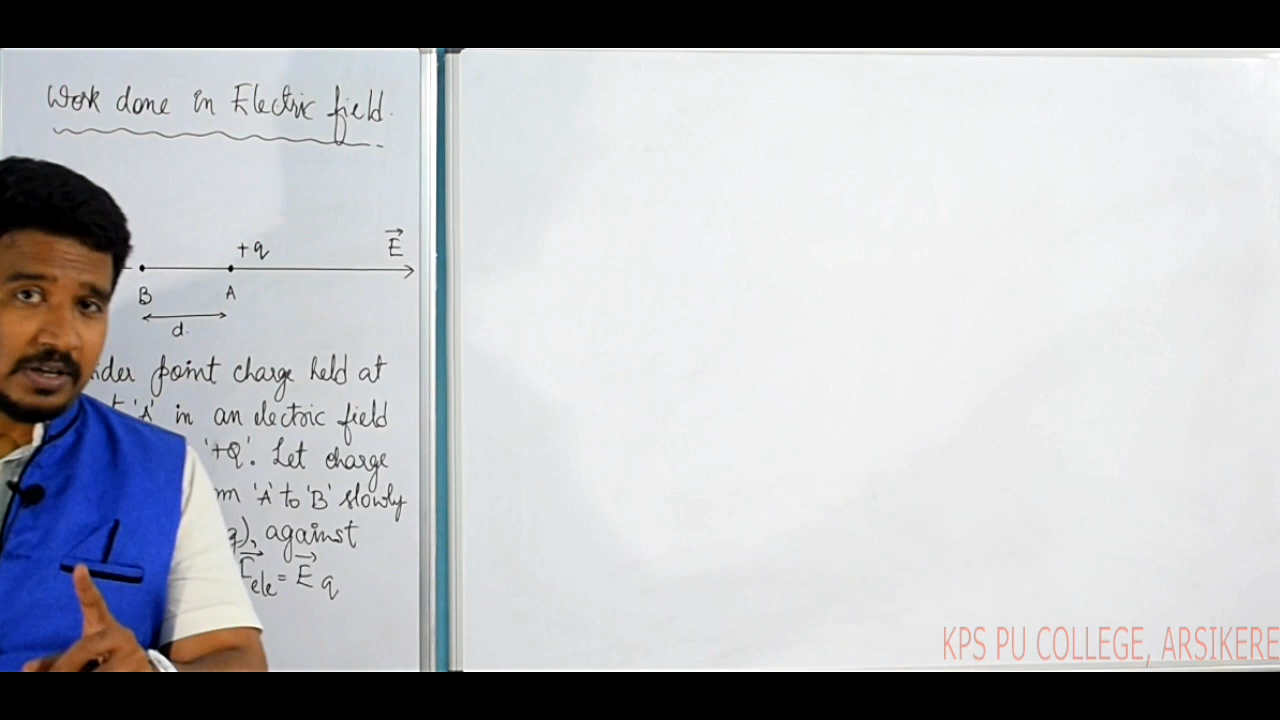 Work done in Electric field.
+q
E
B
A
d.
point charge held at
'A' in an electric field
'+Q'. Let charge
'A' to 'B' slowly
against
ele = E q
KPS PU COLLEGE, ARSIKERE